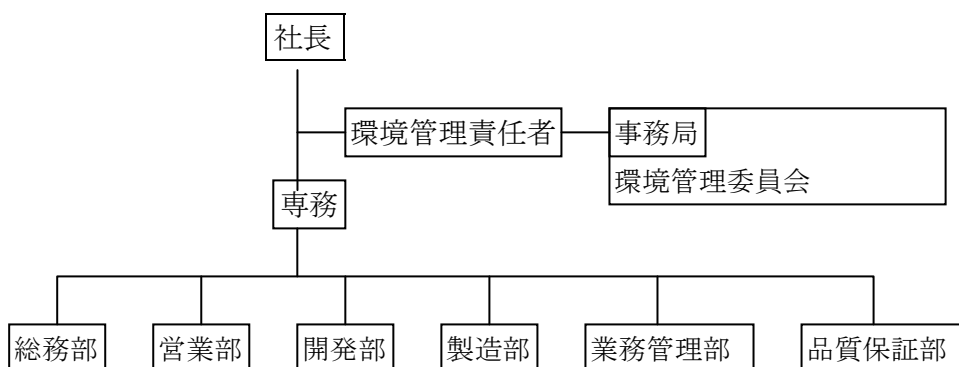 社長
環境管理責任者
事務局
環境管理委員会
専務
総務部
営業部
開発部
製造部
業務管理部
品質保証部